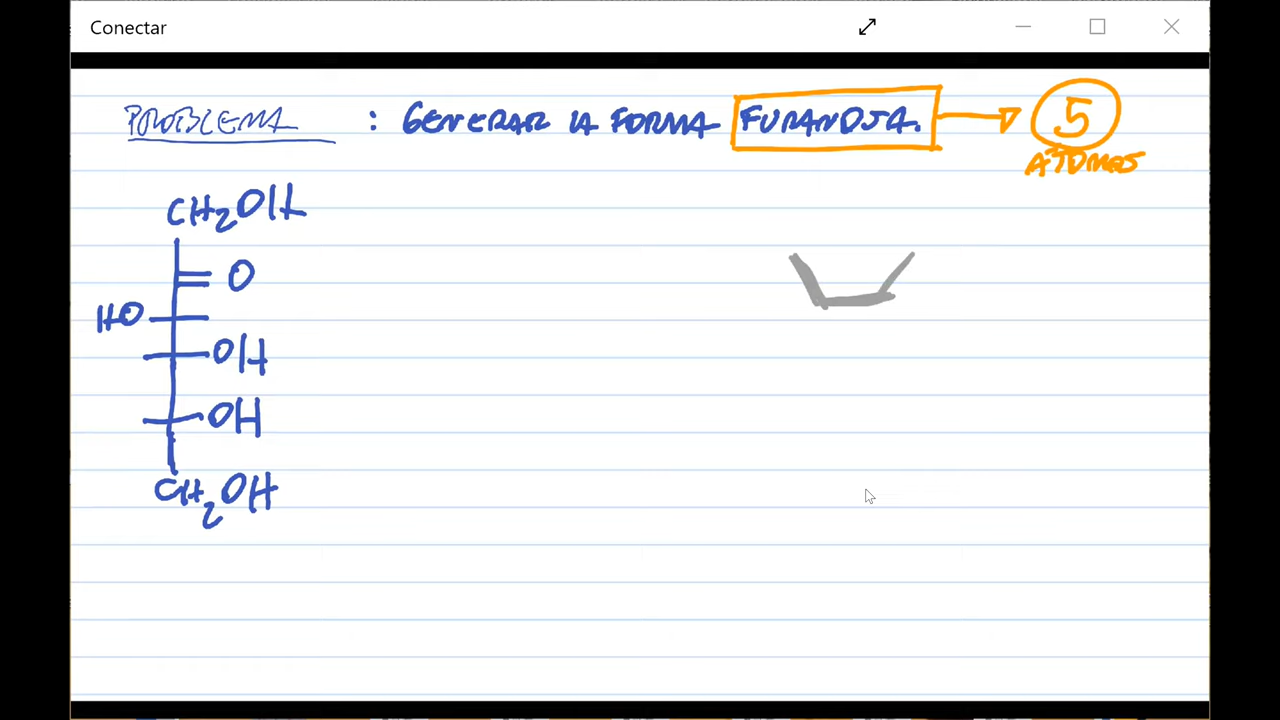 Conectar
PROBLEMA : GENERAR LA FORMA FURANOSA. 5
ÁTOMOS
CH2OH
O
HO
OH
OH
CH2OH